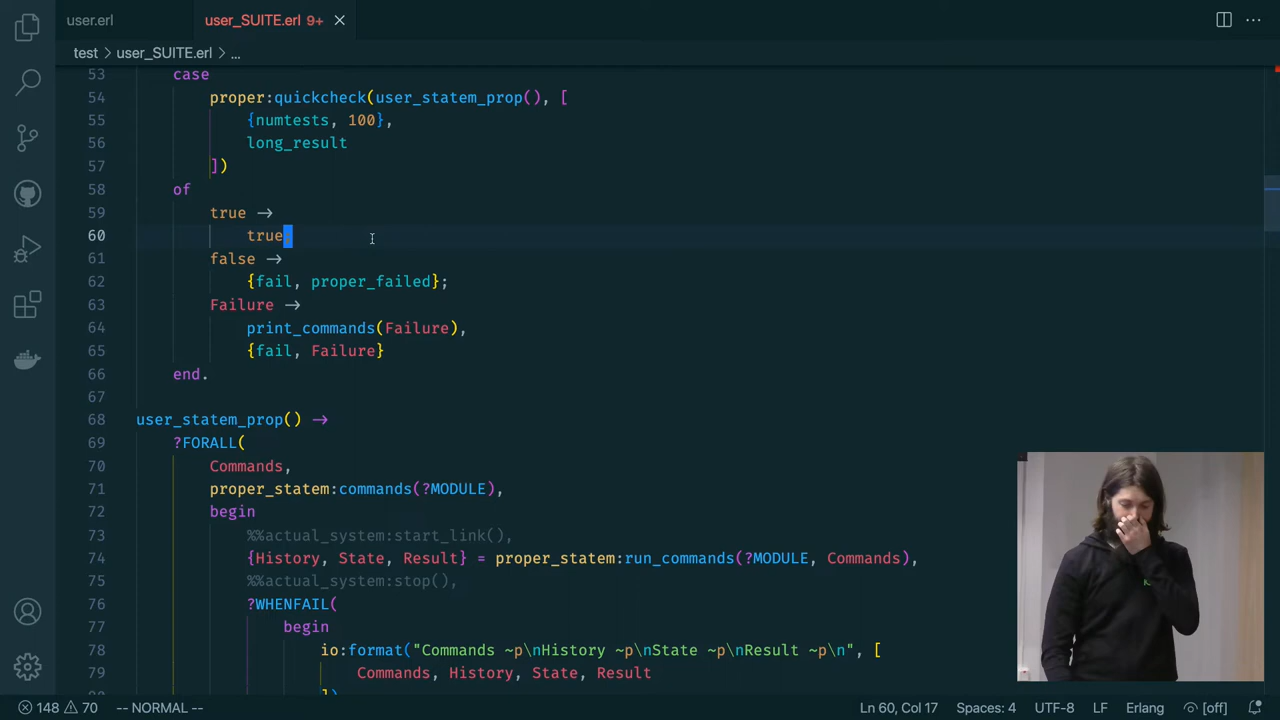 user.erl
user_SUITE.erl 9+
test > user_SUITE.erl > ...
53 case
54 proper:quickcheck(user_statem_prop(), [
55 {numtests, 100},
56 long_result
57 ])
58 of
59 true ->
60 true
61 false ->
62 {fail, proper_failed};
63 Failure ->
64 print_commands(Failure),
65 {fail, Failure}
66 end.
67
68 user_statem_prop() ->
69 ?FORALL(
70 Commands,
71 proper_statem:commands(?MODULE),
72 begin
73 %%actual_system:start_link(),
74 {History, State, Result} = proper_statem:run_commands(?MODULE, Commands),
75 %%actual_system:stop(),
76 ?WHENFAIL(
77 begin
78 io:format("Commands ~p\nHistory ~p\nState ~p\nResult ~p\n", [
79 Commands, History, State, Result
])
148 70 -- NORMAL -- Ln 60, Col 17 Spaces: 4 UTF-8 LF Erlang [off]